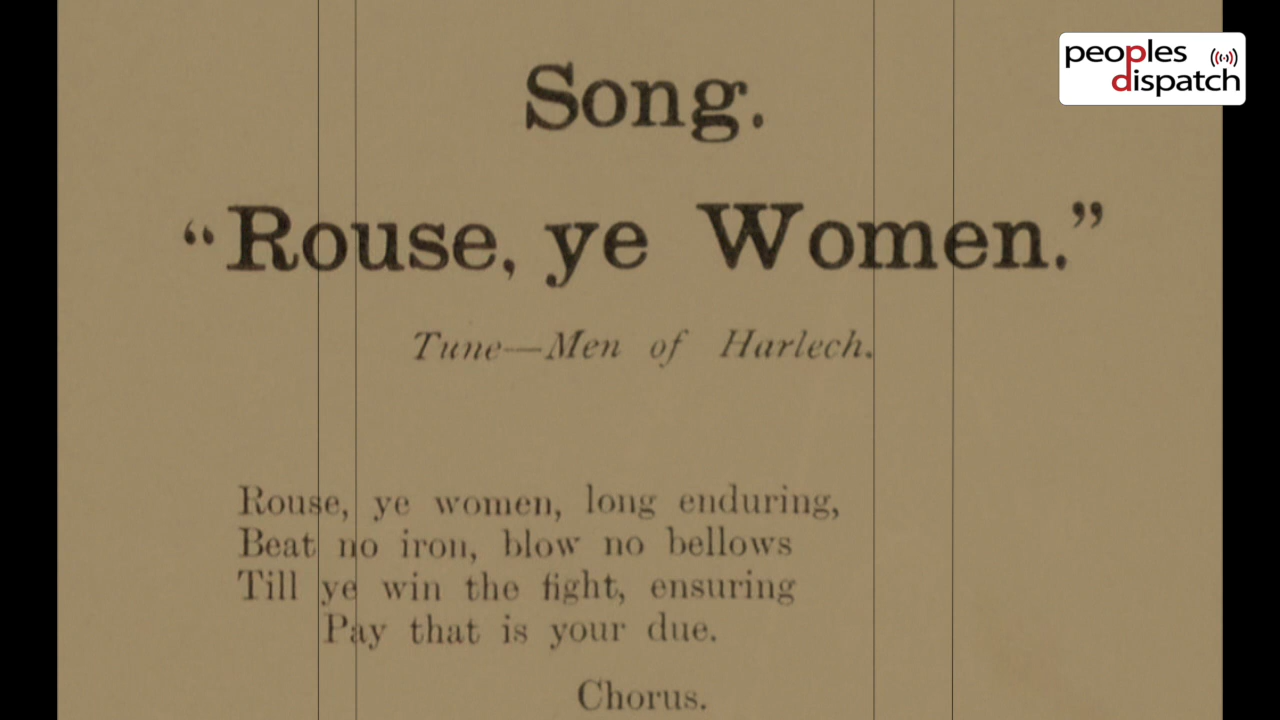 peoples
dispatch
Song.
“Rouse, ye Women.”
Tune—Men of Harlech.
Rouse, ye women, long enduring,
Beat no iron, blow no bellows
Till ye win the fight, ensuring
Pay that is your due.
Chorus.